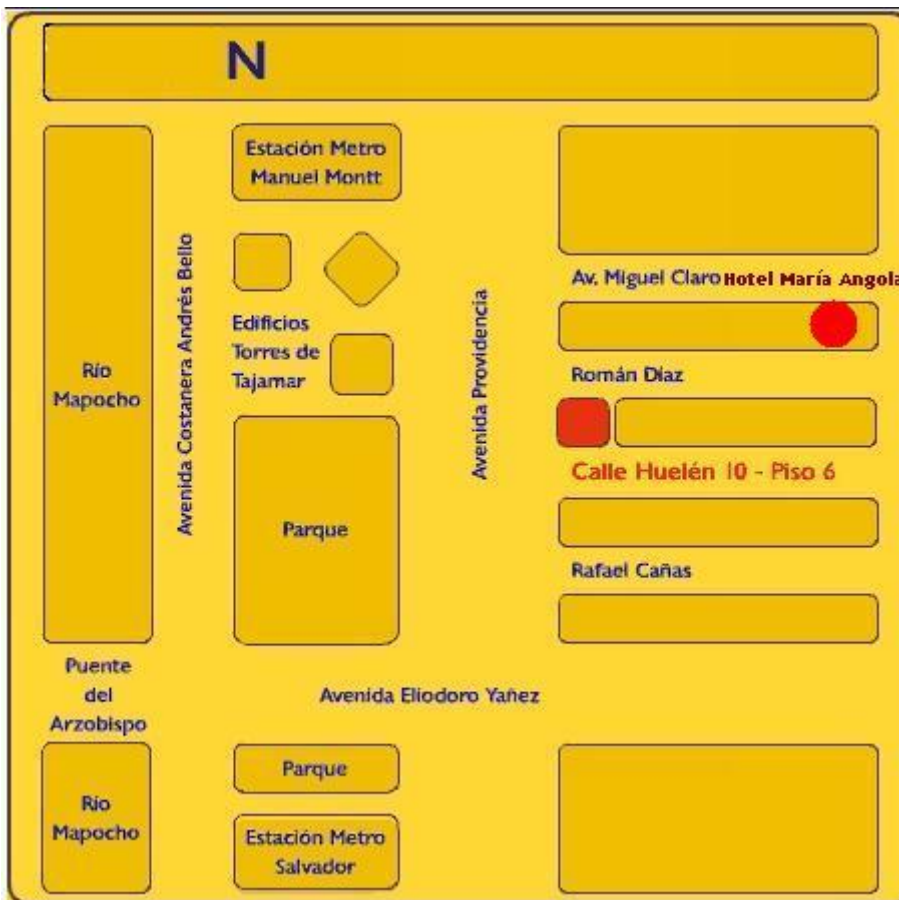 N
Estación Metro
Manuel Montt
Avenida Costanera Andrés Bello
Edificios
Torres de
Tajamar
Río
Mapocho
Parque
Avenida Providencia
Av. Miguel Claro
Hotel María Angola
Román Díaz
Calle Huelén 10 - Piso 6
Rafael Cañas
Puente
del
Arzobispo
Avenida Eliodoro Yañez
Río
Mapocho
Parque
Estación Metro
Salvador